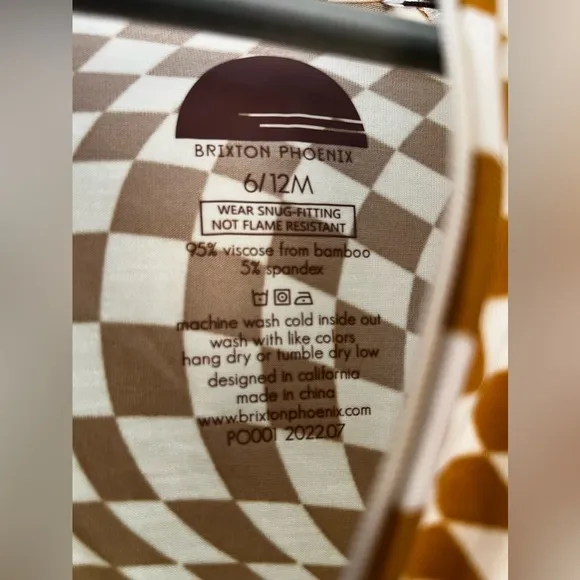 BRIXTON PHOENIX
6/12M
WEAR SNUG-FITTING
NOT FLAME RESISTANT
95% viscose from bamboo
5% spandex
machine wash cold inside out
wash with like colors
hang dry or tumble dry low
designed in california
made in china
www.brixtonphoenix.com
PO001 202207